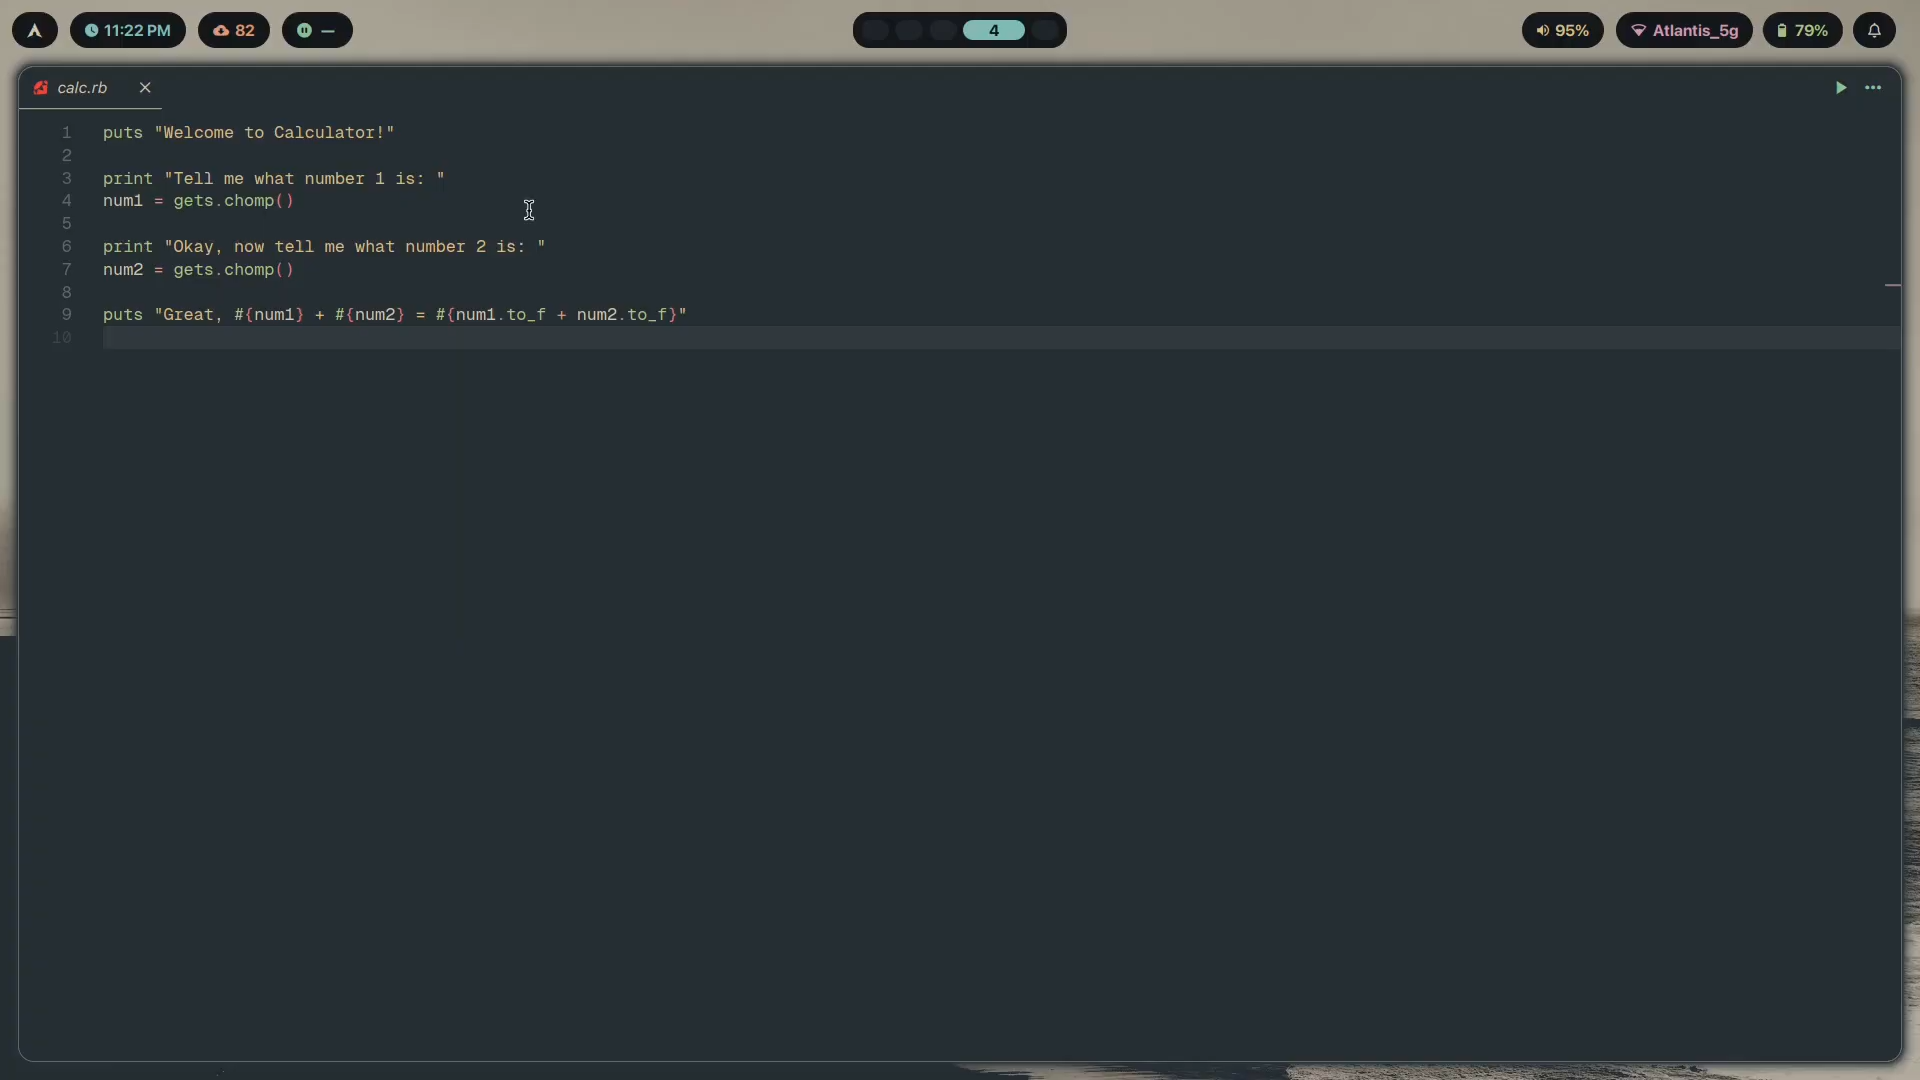 11:22 PM 82 — 4 95% Atlantis_5g 79%
calc.rb
1 puts "Welcome to Calculator!"
2
3 print "Tell me what number 1 is: "
4 num1 = gets.chomp()
5
6 print "Okay, now tell me what number 2 is: "
7 num2 = gets.chomp()
8
9 puts "Great, #{num1} + #{num2} = #{num1.to_f + num2.to_f}"
10